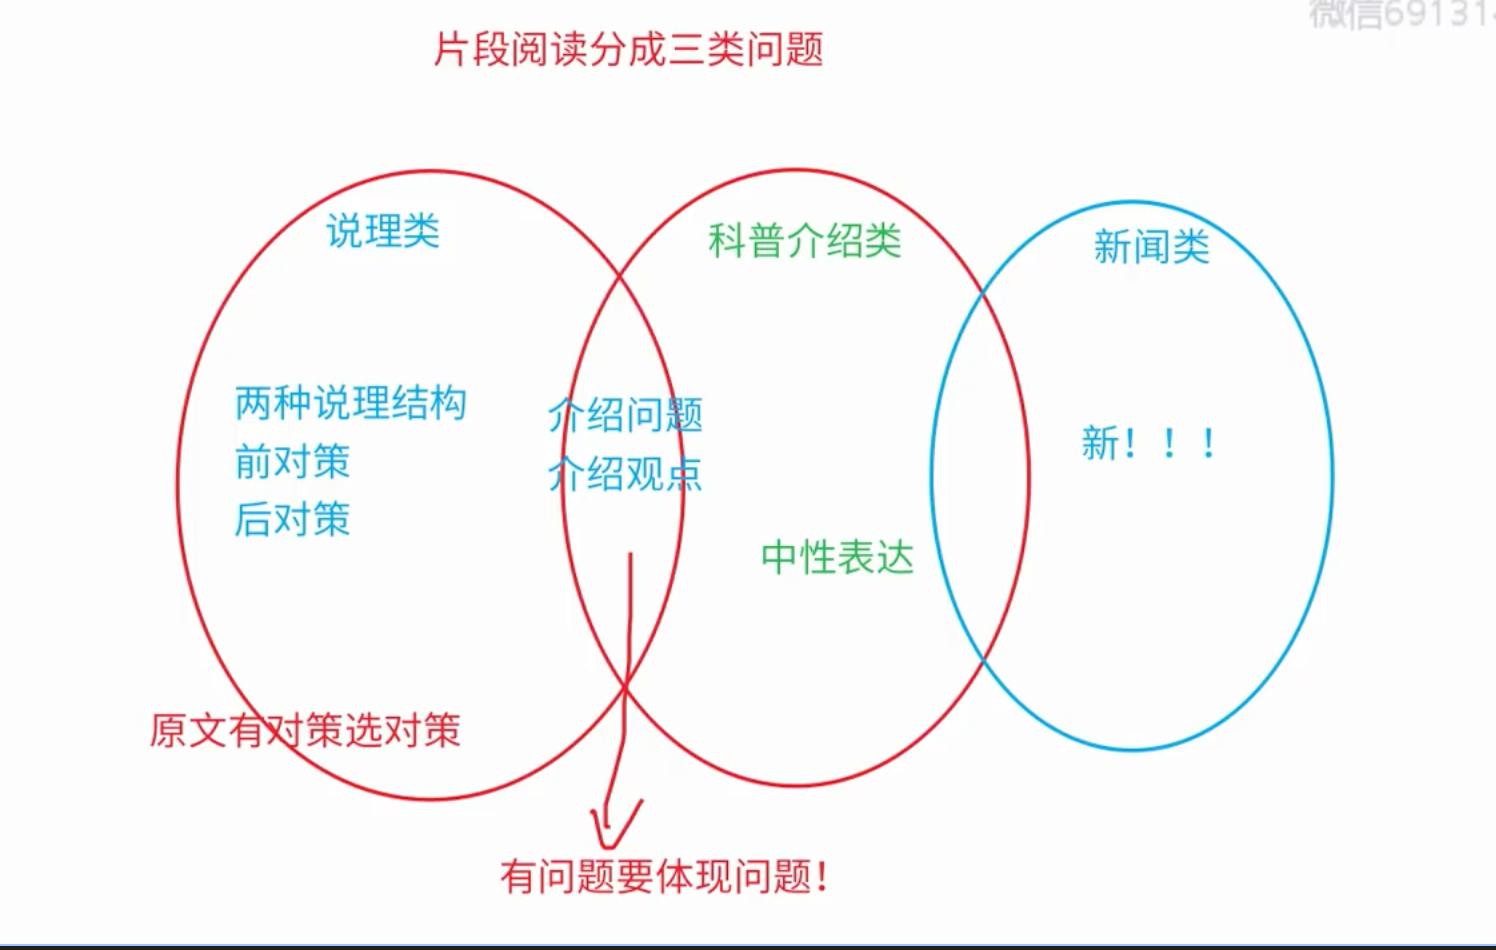 微信69131
片段阅读分成三类问题
说理类
科普介绍类
新闻类
两种说理结构
前对策
后对策
介绍问题
介绍观点
新！！！
中性表达
原文有对策选对策
有问题要体现问题！